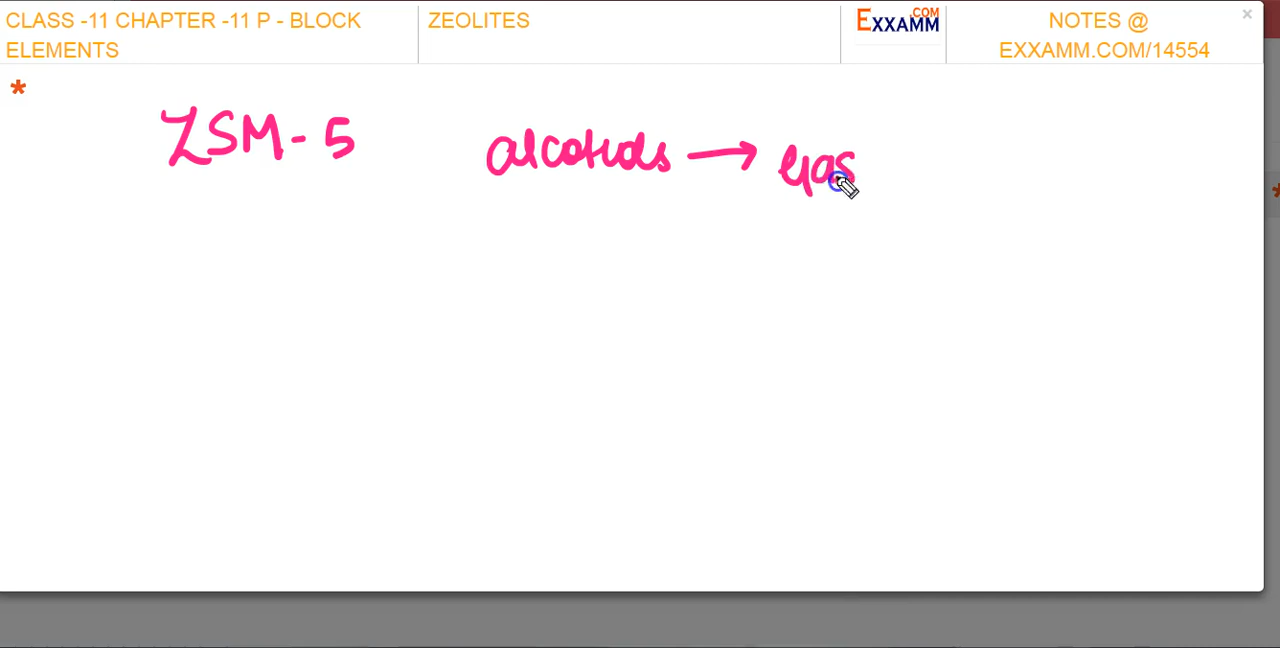 CLASS -11 CHAPTER -11 P - BLOCK
ELEMENTS
ZEOLITES
EXXAMM.COM
NOTES @
EXXAMM.COM/14554
×
*
ZSM-5 alcohols → gas
*